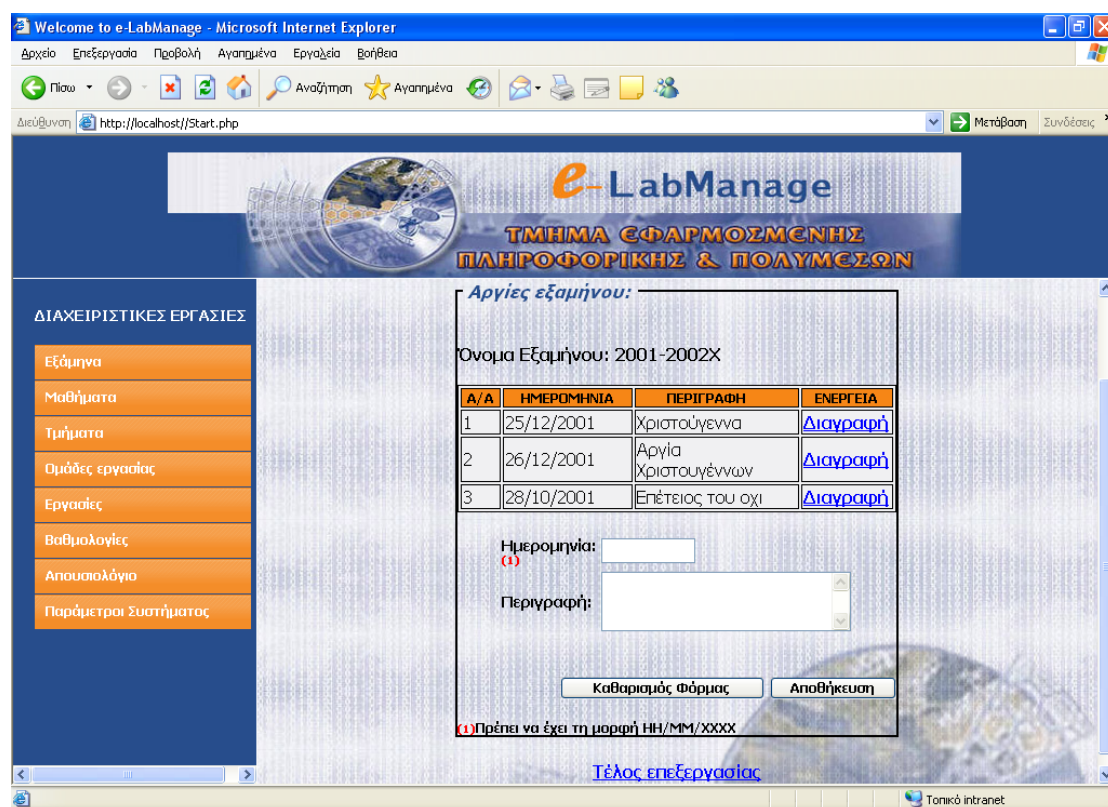 Welcome to e-LabManage - Microsoft Internet Explorer
Αρχείο Επεξεργασία Προβολή Αγαπημένα Εργαλεία Βοήθεια
Πίσω Αναζήτηση Αγαπημένα
Διεύθυνση http://localhost//Start.php Μετάβαση Συνδέσεις
e-LabManage
ΤΜΗΜΑ ΕΦΑΡΜΟΣΜΕΝΗΣ
ΠΛΗΡΟΦΟΡΙΚΗΣ & ΠΟΛΥΜΕΣΩΝ
ΔΙΑΧΕΙΡΙΣΤΙΚΕΣ ΕΡΓΑΣΙΕΣ
Εξάμηνα
Μαθήματα
Τμήματα
Ομάδες εργασίας
Εργασίες
Βαθμολογίες
Απουσιολόγιο
Παράμετροι Συστήματος
Αργίες εξαμήνου:
Όνομα Εξαμήνου: 2001-2002Χ
Α/Α ΗΜΕΡΟΜΗΝΙΑ ΠΕΡΙΓΡΑΦΗ ΕΝΕΡΓΕΙΑ
1 25/12/2001 Χριστούγεννα Διαγραφή
2 26/12/2001 Αργία Χριστουγέννων Διαγραφή
3 28/10/2001 Επέτειος του οχι Διαγραφή
Ημερομηνία:
(1)
Περιγραφή:
Καθαρισμός Φόρμας Αποθήκευση
(1)Πρέπει να έχει τη μορφή ΗΗ/ΜΜ/ΧΧΧΧ
Τέλος επεξεργασίας
Τοπικό intranet